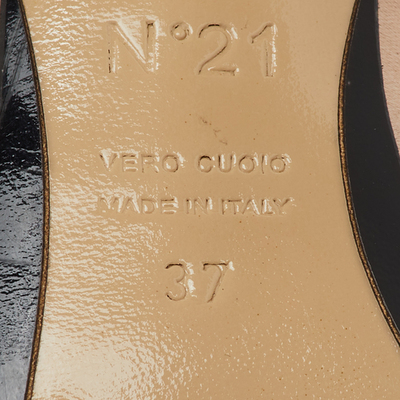 N°21
VERO CUOIO
MADE IN ITALY
37